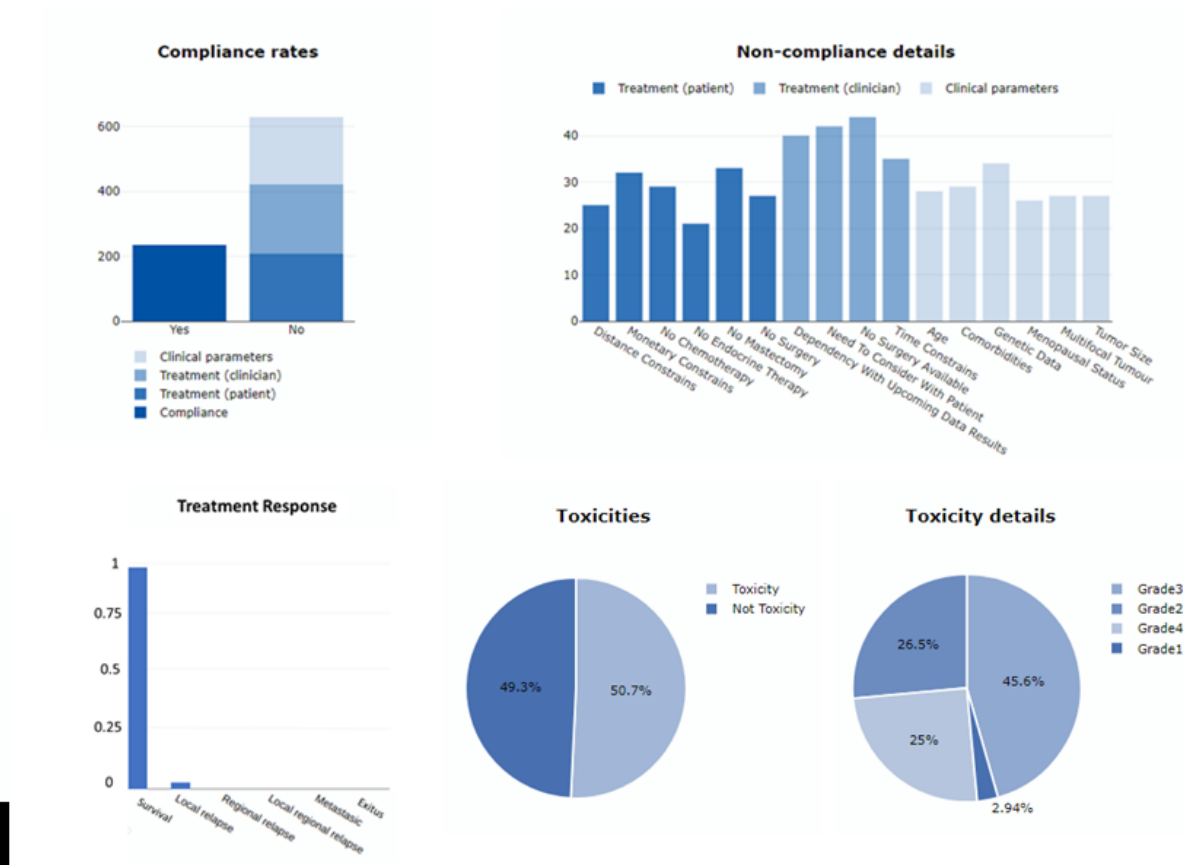 Compliance rates
600
400
200
0
Yes No
Clinical parameters
Treatment (clinician)
Treatment (patient)
Compliance
Non-compliance details
Treatment (patient) Treatment (clinician) Clinical parameters
40
30
20
10
0
Distance Constrains
Monetary Constrains
No Chemotherapy
No Endocrine Therapy
No Mastectomy
No Surgery
Dependency With Upcoming Data Results
Need To Consider With Patient
No Surgery Available
Time Constrains
Age
Comorbidities
Genetic Data
Menopausal Status
Multifocal Tumour
Tumor Size
Treatment Response
1
0.75
0.5
0.25
0
Survival
Local relapse
Regional relapse
Local regional relapse
Metastasic
Exitus
Toxicities
Toxicity
Not Toxicity
49.3% 50.7%
Toxicity details
Grade3
Grade2
Grade4
Grade1
26.5%
45.6%
25%
2.94%